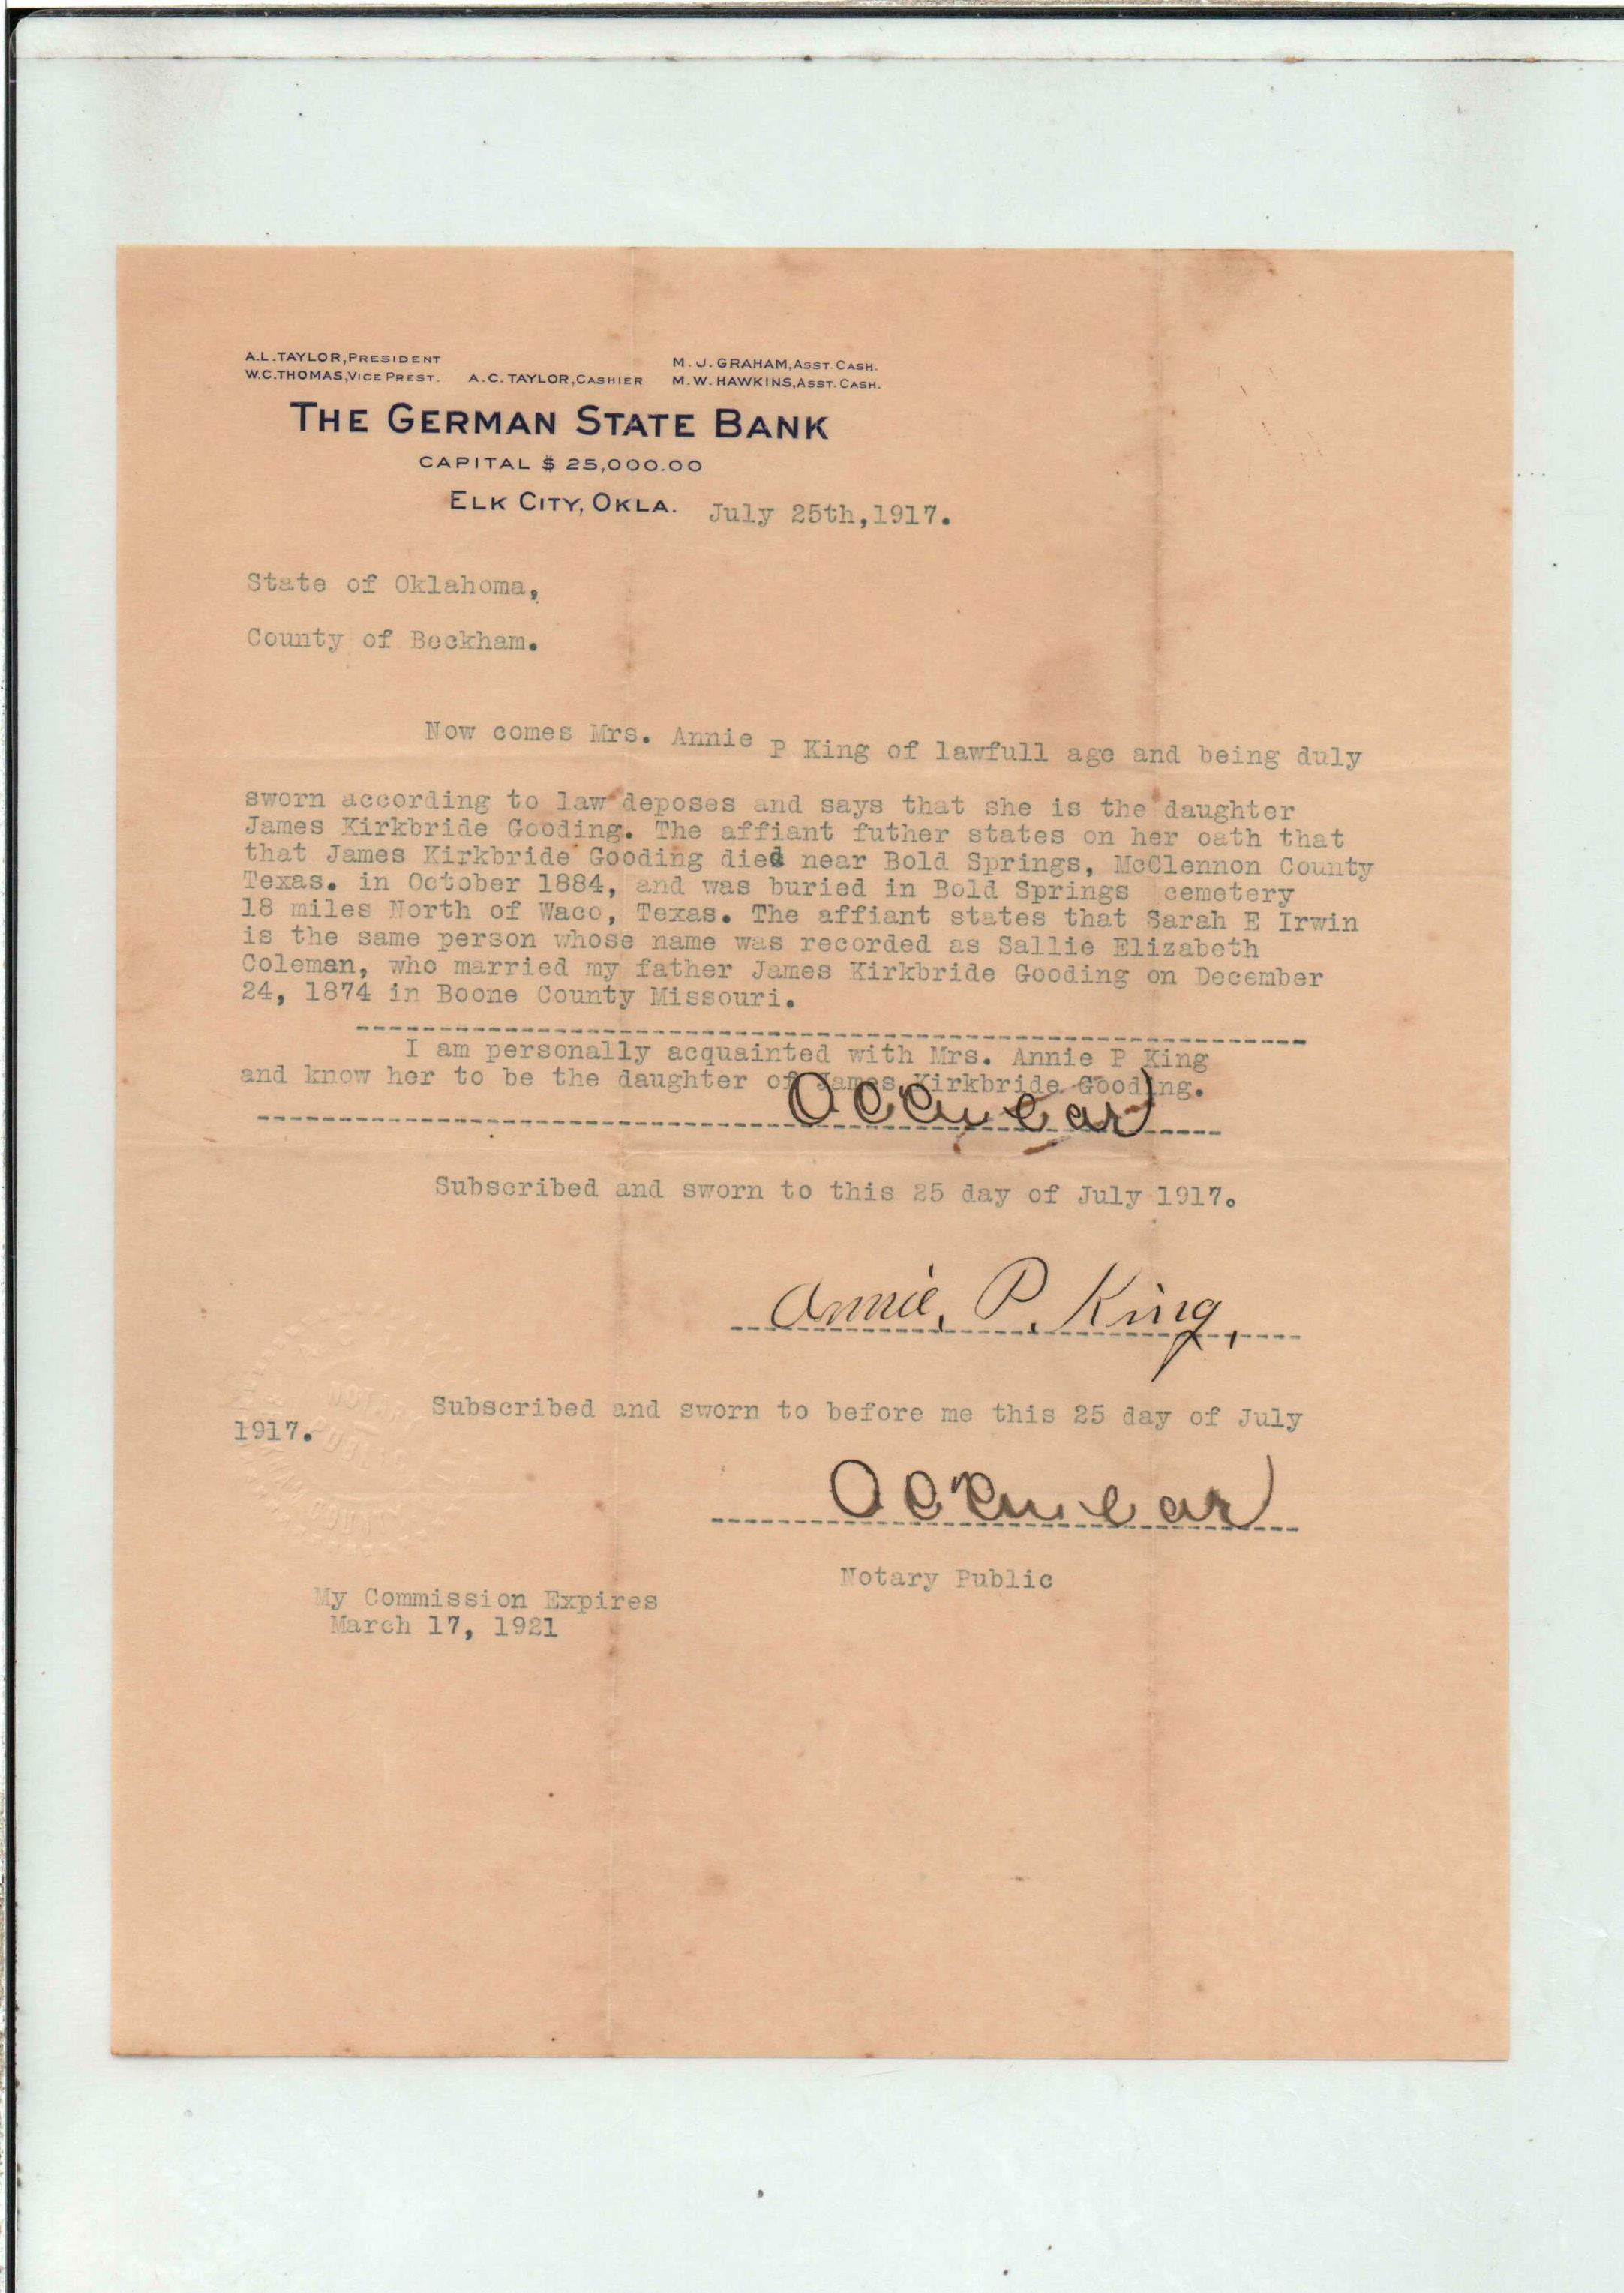 A.L. TAYLOR, PRESIDENT
W.C. THOMAS, VICE PREST. A.C. TAYLOR, CASHIER
M. J. GRAHAM, ASST. CASH.
M. W. HAWKINS, ASST. CASH.
THE GERMAN STATE BANK
CAPITAL $ 25,000.00
ELK CITY, OKLA. July 25th,1917.
State of Oklahoma,
County of Beckham.
Now comes Mrs. Annie P King of lawfull age and being duly
sworn according to law deposes and says that she is the daughter
James Kirkbride Gooding. The affiant futher states on her oath that
that James Kirkbride Gooding died near Bold Springs, McClennon County
Texas. in October 1884, and was buried in Bold Springs cemetery
18 miles North of Waco, Texas. The affiant states that Sarah E Irwin
is the same person whose name was recorded as Sallie Elizabeth
Coleman, who married my father James Kirkbride Gooding on December
24, 1874 in Boone County Missouri.
I am personally acquainted with Mrs. Annie P King
and know her to be the daughter of James Kirkbride Gooding.
Subscribed and sworn to this 25 day of July 1917.
Annie. P. King,
Subscribed and sworn to before me this 25 day of July
1917.
NOTARY
PUBLIC
Notary Public
My Commission Expires
March 17, 1921